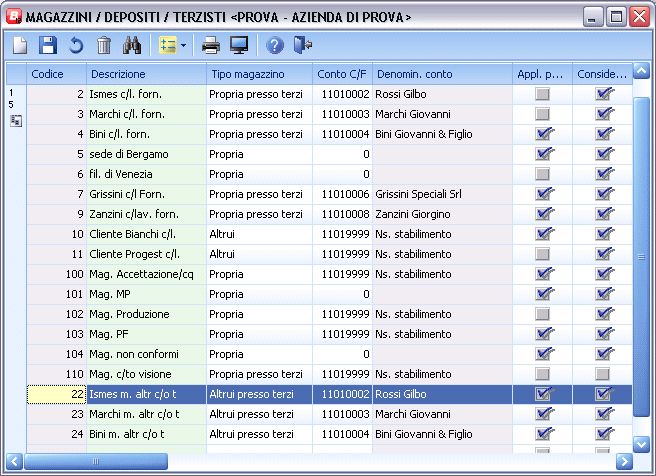 MAGAZZINI / DEPOSITI / TERZISTI <PROVA - AZIENDA DI PROVA>
Codice Descrizione Tipo magazzino Conto C/F Denomin. conto Appl. p... Conside...
1
5
2 Ismes c/l. forn. Propria presso terzi 11010002 Rossi Gilbo
3 Marchi c/l. forn. Propria presso terzi 11010003 Marchi Giovanni
4 Bini c/l. forn. Propria presso terzi 11010004 Bini Giovanni & Figlio
5 sede di Bergamo Propria 0
6 fil. di Venezia Propria 0
7 Grissini c/l Forn. Propria presso terzi 11010006 Grissini Speciali Srl
9 Zanzini c/lav. forn. Propria presso terzi 11010008 Zanzini Giorgino
10 Cliente Bianchi c/l. Altrui 11019999 Ns. stabilimento
11 Cliente Progest c/l. Altrui 11019999 Ns. stabilimento
100 Mag. Accettazione/cq Propria 11019999 Ns. stabilimento
101 Mag. MP Propria 0
102 Mag. Produzione Propria 11019999 Ns. stabilimento
103 Mag. PF Propria 11019999 Ns. stabilimento
104 Mag. non conformi Propria 0
110 Mag. c/to visione Propria 11019999 Ns. stabilimento
22 Ismes m. altr c/o t Altrui presso terzi 11010002 Rossi Gilbo
23 Marchi m. altr c/o t Altrui presso terzi 11010003 Marchi Giovanni
24 Bini m. altr c/o t Altrui presso terzi 11010004 Bini Giovanni & Figlio